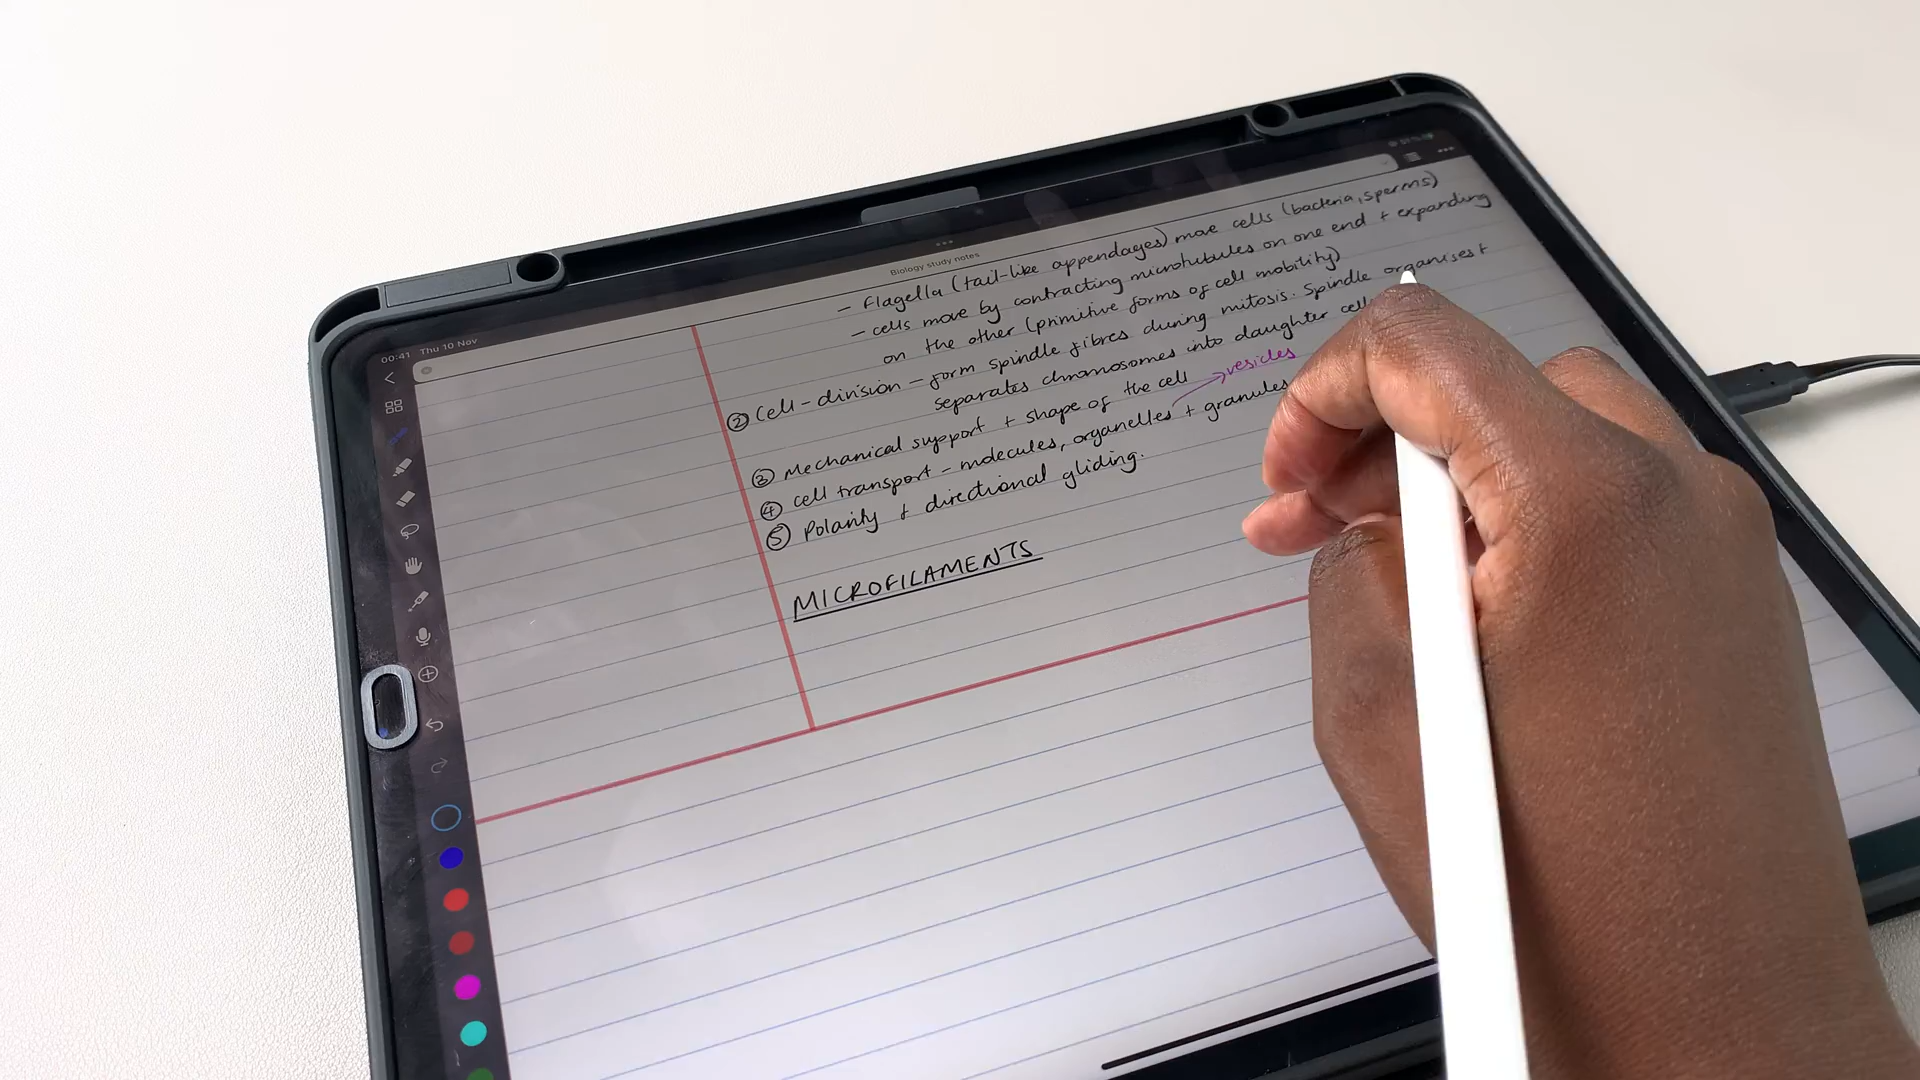 00:41 Thu 10 Nov
Biology study notes
- Flagella (tail-like appendages) move cells (bacteria, sperms)
- cells move by contracting microtubules on one end + expanding
on the other (primitive forms of cell mobility)
② Cell-division - form spindle fibres during mitosis. Spindle organises +
separates chromosomes into daughter cell
③ Mechanical support + shape of the cell
vesicles
④ cell transport - molecules, organelles + granules
⑤ Polarity + directional gliding.
MICROFILAMENTS